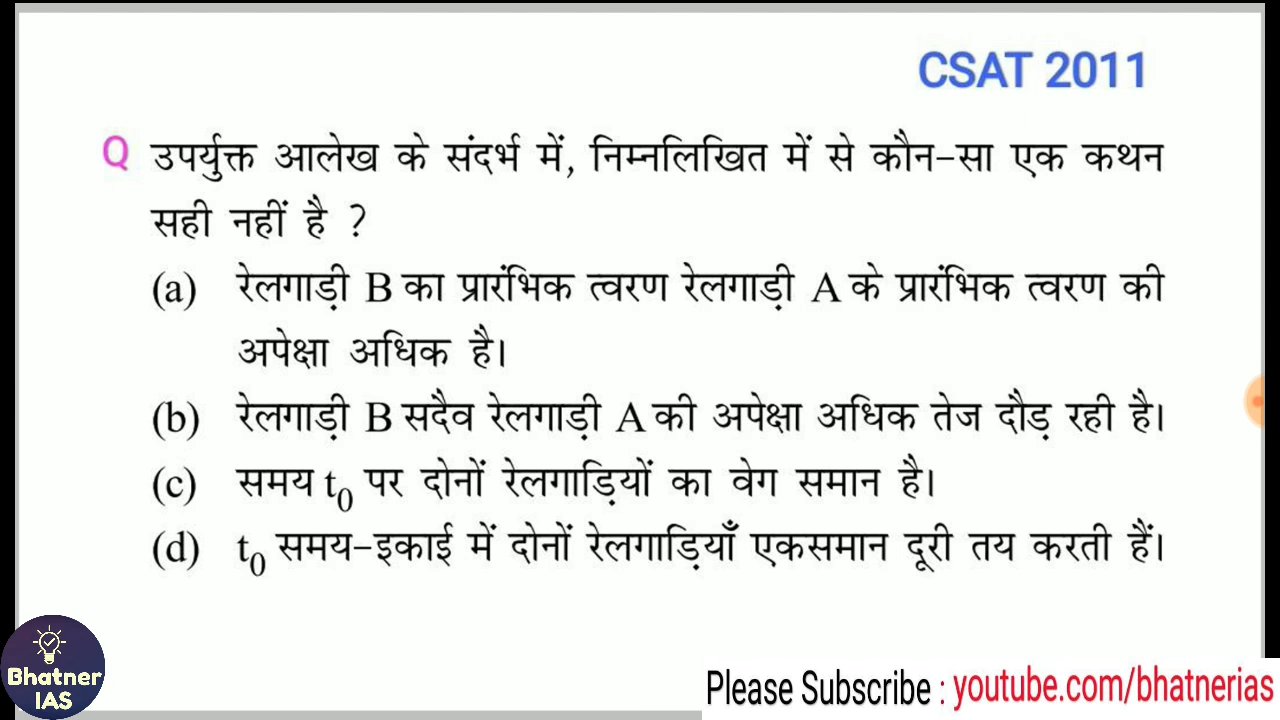 CSAT 2011
Q उपर्युक्त आलेख के संदर्भ में, निम्नलिखित में से कौन-सा एक कथन
सही नहीं है ?
(a) रेलगाड़ी B का प्रारंभिक त्वरण रेलगाड़ी A के प्रारंभिक त्वरण की
अपेक्षा अधिक है।
(b) रेलगाड़ी B सदैव रेलगाड़ी A की अपेक्षा अधिक तेज दौड़ रही है।
(c) समय t₀ पर दोनों रेलगाड़ियों का वेग समान है।
(d) t₀ समय-इकाई में दोनों रेलगाड़ियाँ एकसमान दूरी तय करती हैं।
Bhatner
IAS
Please Subscribe : youtube.com/bhatnerias